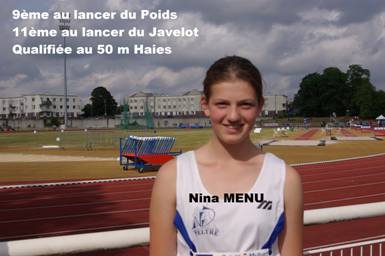 9ème au lancer du Poids
11ème au lancer du Javelot
Qualifiée au 50 m Haies
Nina MENU